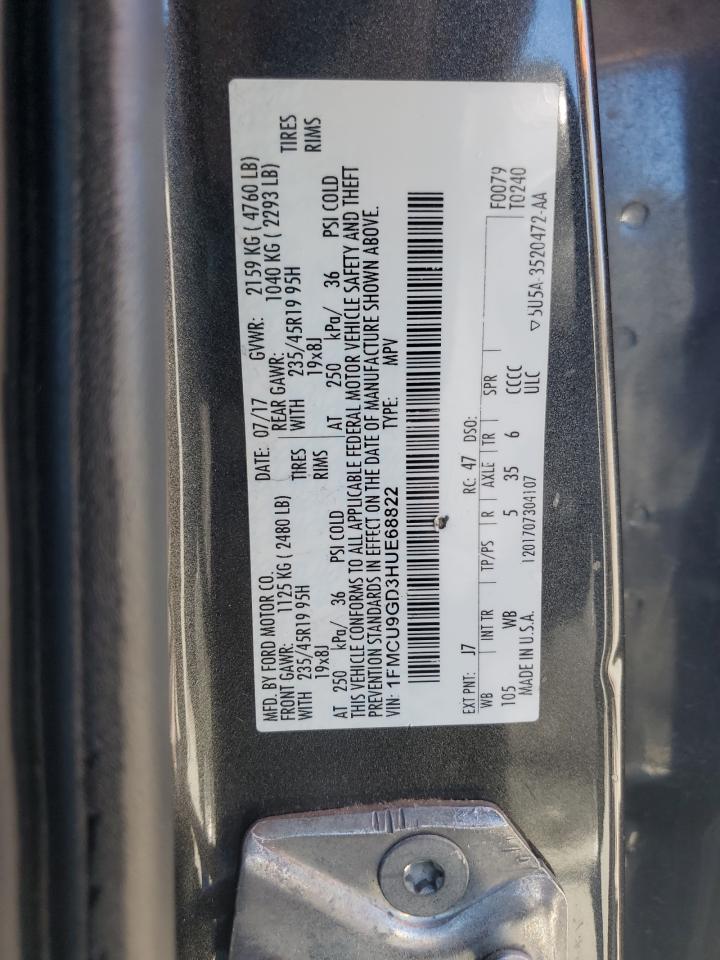 MFD. BY FORD MOTOR CO. DATE: 07/17 GVWR: 2159 KG ( 4760 LB)
FRONT GAWR: 1125 KG ( 2480 LB) REAR GAWR: 1040 KG ( 2293 LB)
WITH 235/45R19 95H TIRES WITH 235/45R19 95H TIRES
19x8J RIMS 19x8J RIMS
AT 250 kPa/ 36 PSI COLD AT 250 kPa/ 36 PSI COLD
THIS VEHICLE CONFORMS TO ALL APPLICABLE FEDERAL MOTOR VEHICLE SAFETY AND THEFT
PREVENTION STANDARDS IN EFFECT ON THE DATE OF MANUFACTURE SHOWN ABOVE.
VIN: 1FMCU9GD3HUE68822 TYPE: MPV
EXT PNT: J7 RC: 47 DSO: F0079
WB INT TR TP/PS R AXLE TR SPR T0240
105 WB 5 35 6 CCCC
MADE IN U.S.A. 1201707304107 ULC ▽5U5A-3520472-AA